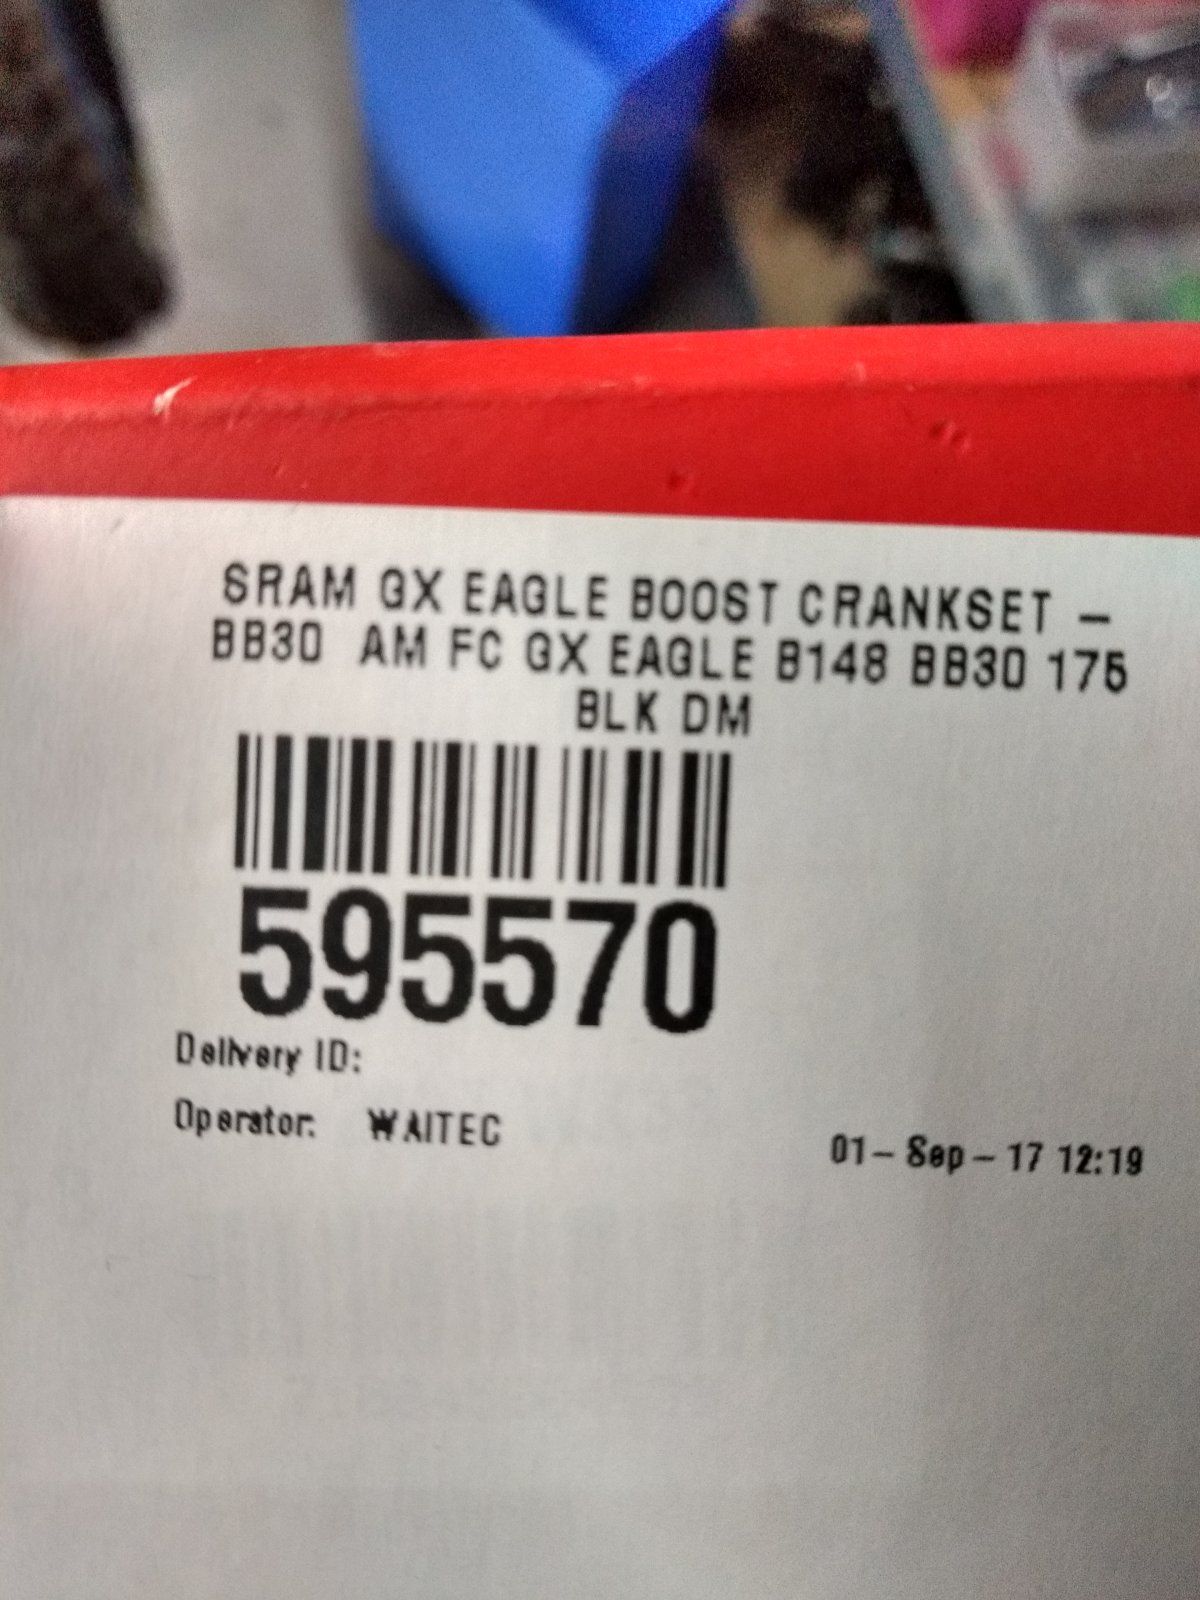 SRAM GX EAGLE BOOST CRANKSET -
BB30 AM FC GX EAGLE B148 BB30 175
BLK DM
595570
Delivery ID:
Operator: WAITEC
01-Sep-17 12:19